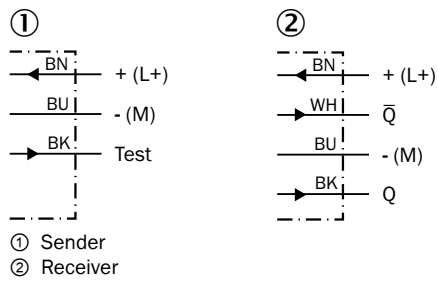 ①
BN + (L+)
BU - (M)
BK Test
②
BN + (L+)
WH Q̅
BU - (M)
BK Q
① Sender
② Receiver